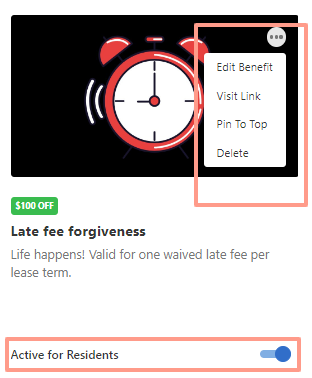 Edit Benefit
Visit Link
Pin To Top
Delete
$100 OFF
Late fee forgiveness
Life happens! Valid for one waived late fee per
lease term.
Active for Residents